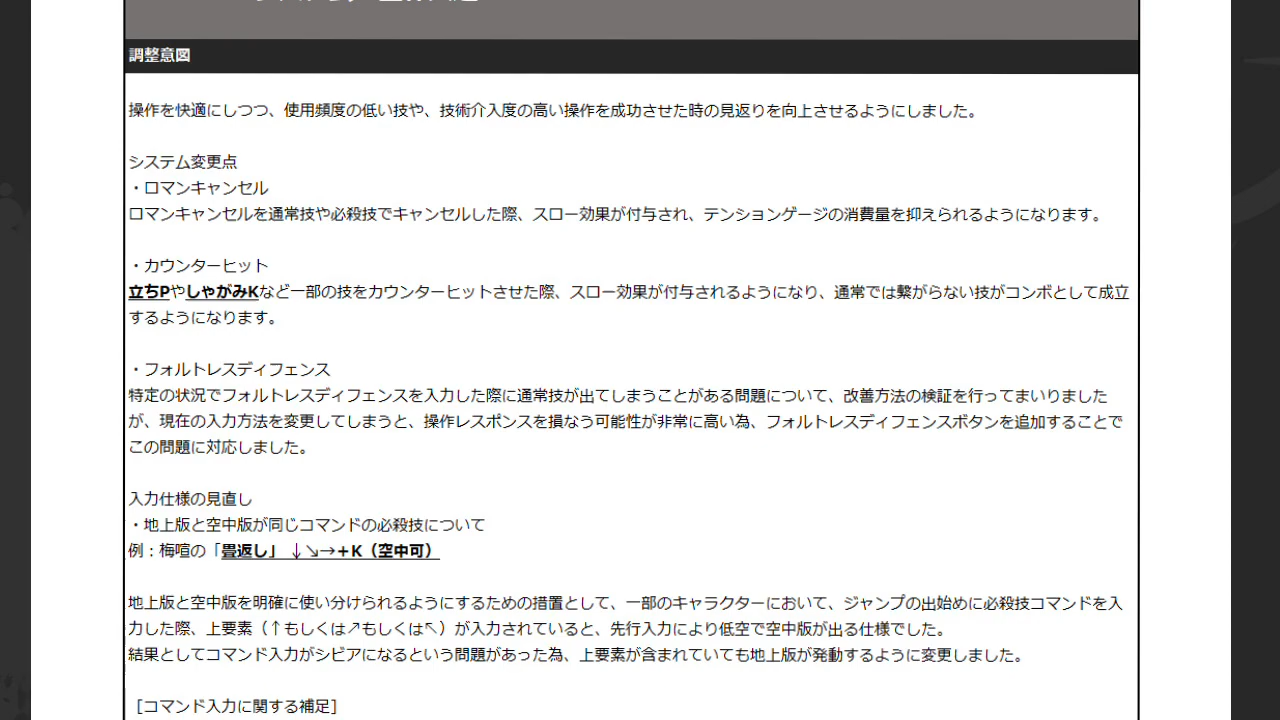 調整意図
操作を快適にしつつ、使用頻度の低い技や、技術介入度の高い操作を成功させた時の見返りを向上させるようにしました。
システム変更点
・ロマンキャンセル
ロマンキャンセルを通常技や必殺技でキャンセルした際、スロー効果が付与され、テンションゲージの消費量を抑えられるようになります。
・カウンターヒット
立ちPやしゃがみKなど一部の技をカウンターヒットさせた際、スロー効果が付与されるようになり、通常では繋がらない技がコンボとして成立
するようになります。
・フォルトレスディフェンス
特定の状況でフォルトレスディフェンスを入力した際に通常技が出てしまうことがある問題について、改善方法の検証を行ってまいりました
が、現在の入力方法を変更してしまうと、操作レスポンスを損なう可能性が非常に高い為、フォルトレスディフェンスボタンを追加することで
この問題に対応しました。
入力仕様の見直し
・地上版と空中版が同じコマンドの必殺技について
例：梅喧の「畳返し」 ↓↘→＋K（空中可）
地上版と空中版を明確に使い分けられるようにするための措置として、一部のキャラクターにおいて、ジャンプの出始めに必殺技コマンドを入
力した際、上要素（↑もしくは↗もしくは↖）が入力されていると、先行入力により低空で空中版が出る仕様でした。
結果としてコマンド入力がシビアになるという問題があった為、上要素が含まれていても地上版が発動するように変更しました。
［コマンド入力に関する補足］